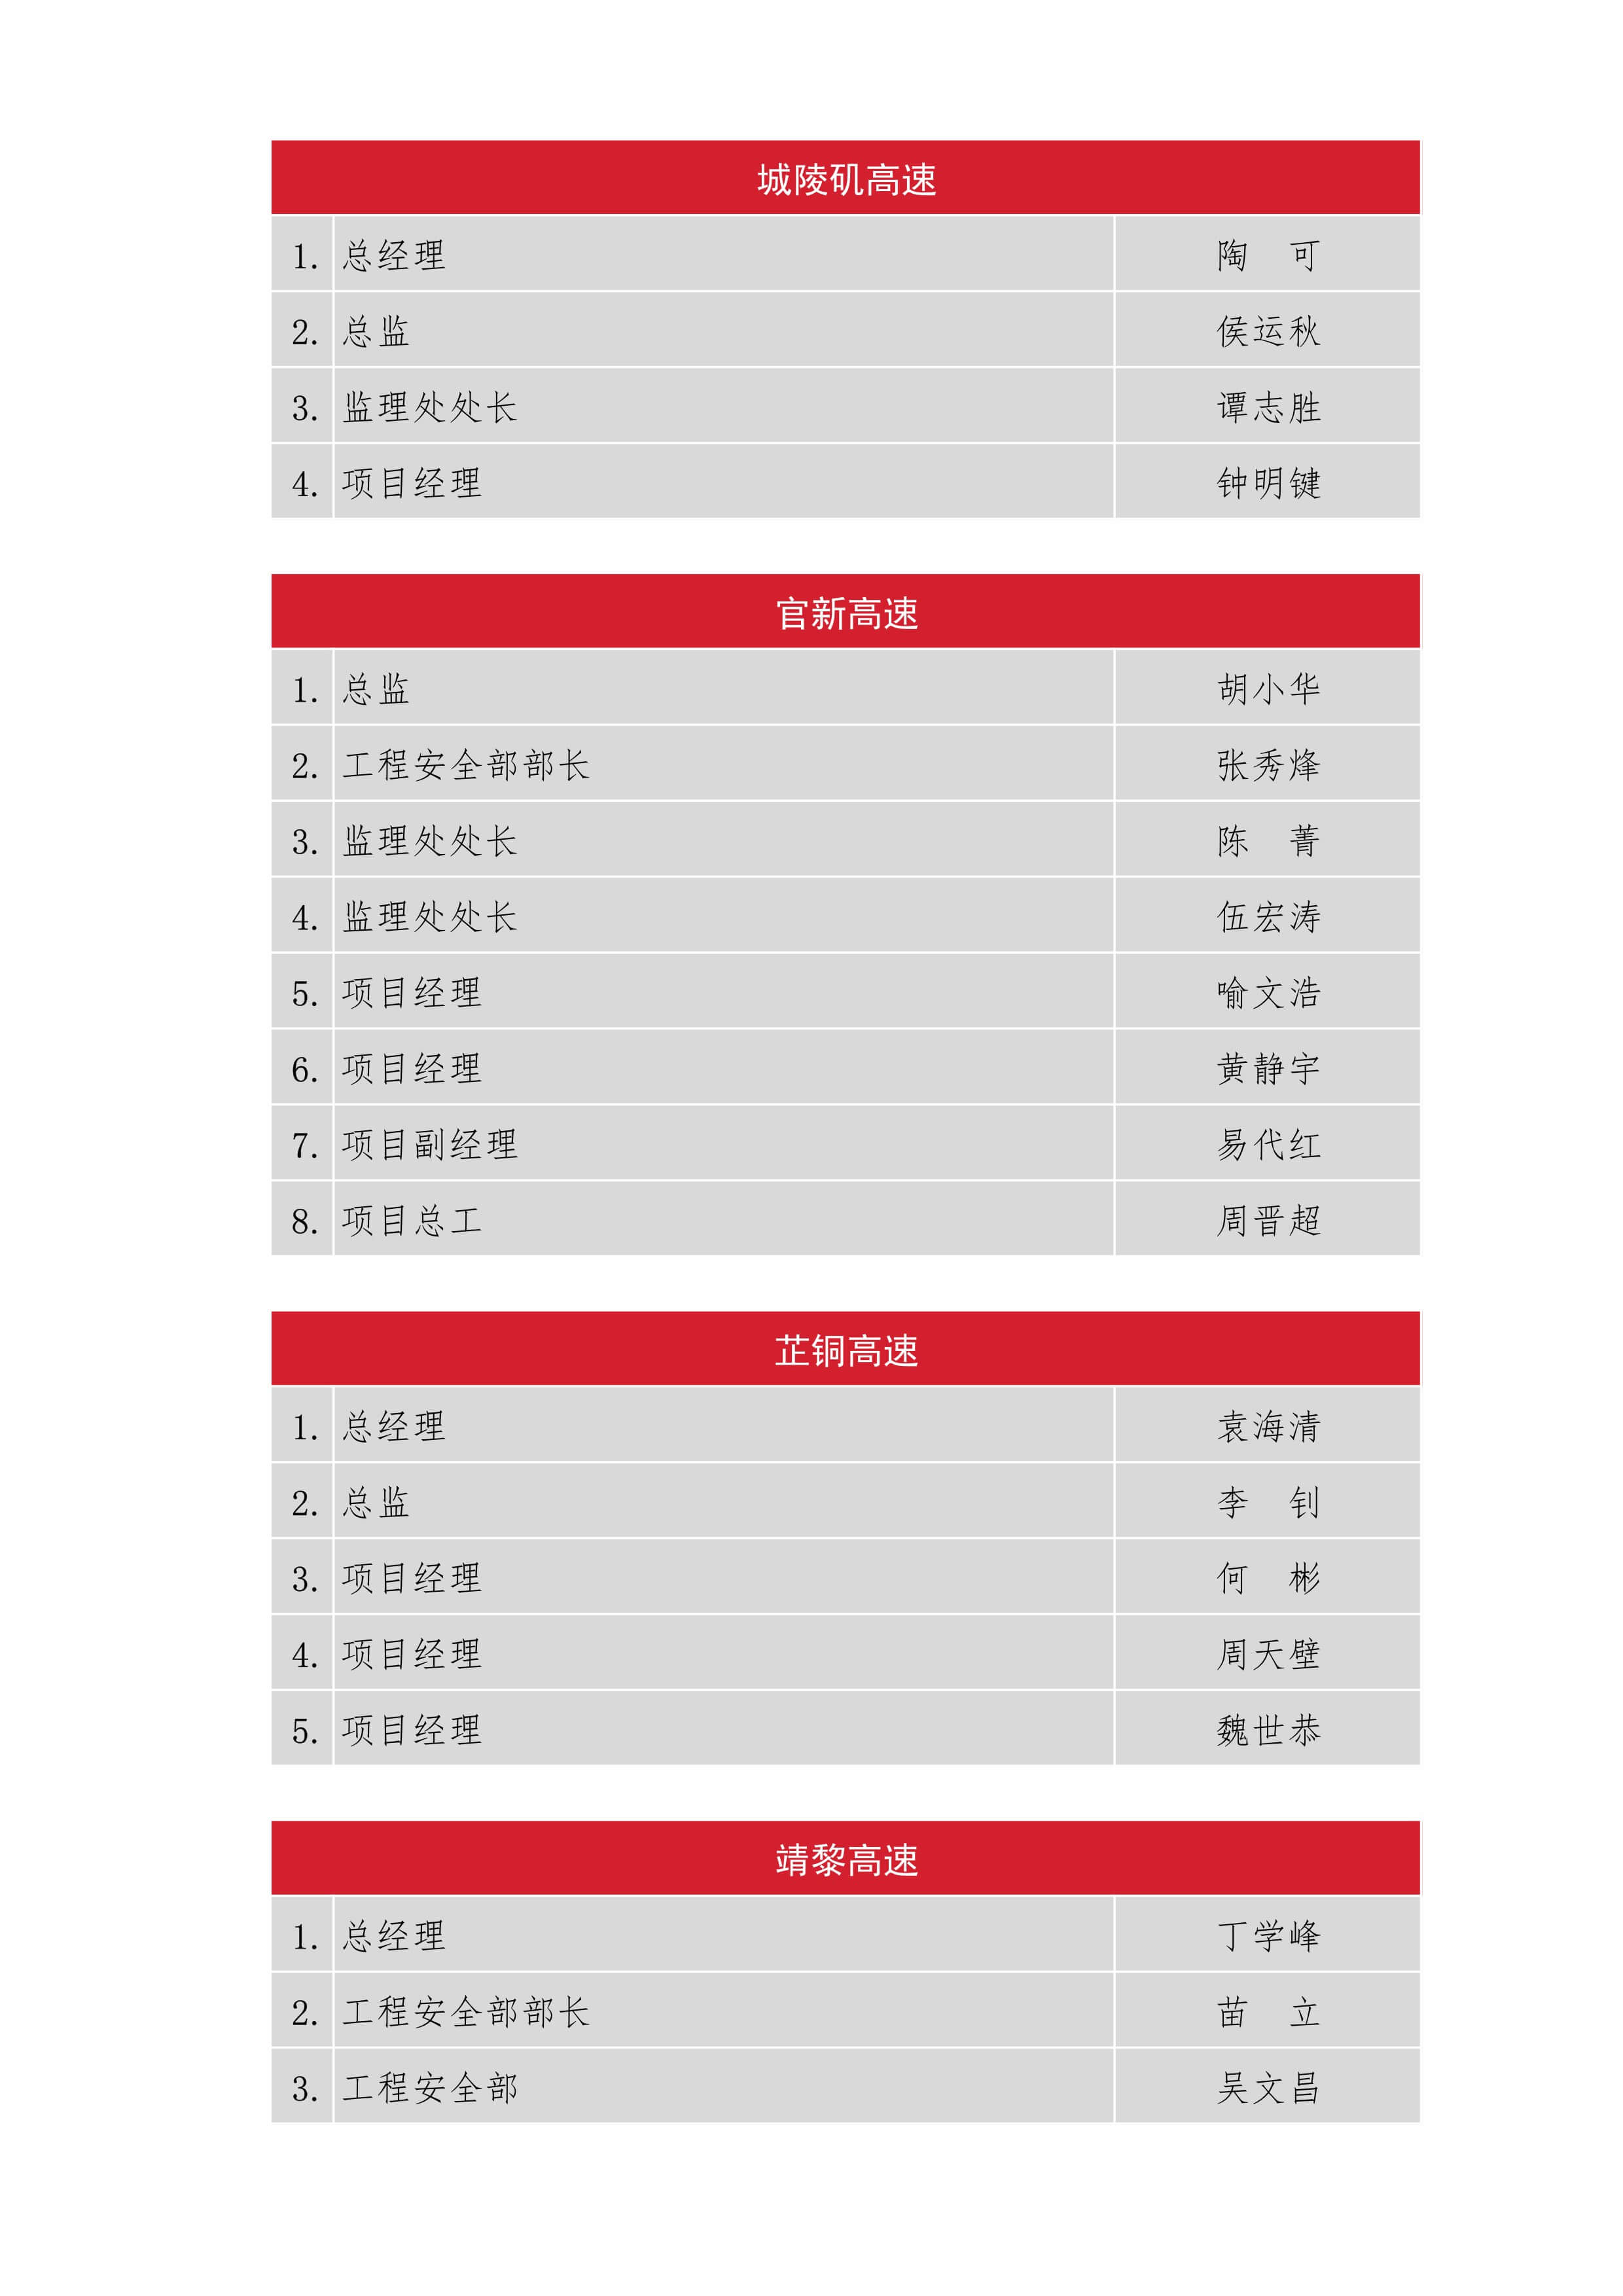 城陵矶高速
1. 总经理 陶 可
2. 总监 侯运秋
3. 监理处处长 谭志胜
4. 项目经理 钟明键
官新高速
1. 总监 胡小华
2. 工程安全部部长 张秀烽
3. 监理处处长 陈 菁
4. 监理处处长 伍宏涛
5. 项目经理 喻文浩
6. 项目经理 黄静宇
7. 项目副经理 易代红
8. 项目总工 周晋超
芷铜高速
1. 总经理 袁海清
2. 总监 李 钊
3. 项目经理 何 彬
4. 项目经理 周天壁
5. 项目经理 魏世恭
靖黎高速
1. 总经理 丁学峰
2. 工程安全部部长 苗 立
3. 工程安全部 吴文昌